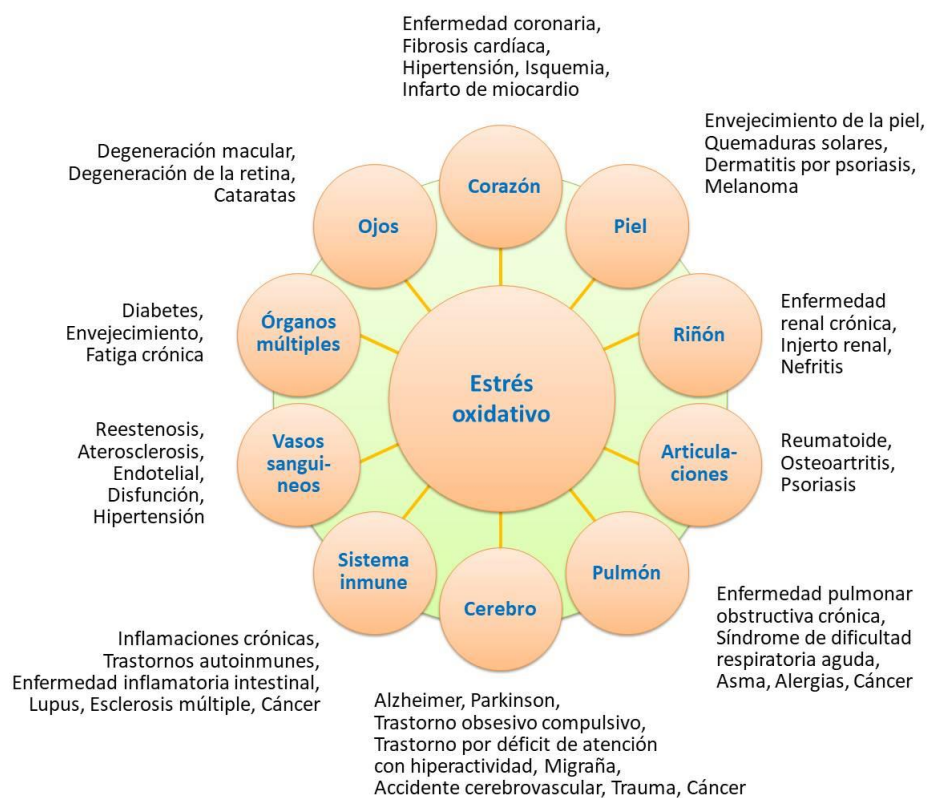 Enfermedad coronaria,
Fibrosis cardíaca,
Hipertensión, Isquemia,
Infarto de miocardio
Corazón
Envejecimiento de la piel,
Quemaduras solares,
Dermatitis por psoriasis,
Melanoma
Piel
Enfermedad
renal crónica,
Injerto renal,
Nefritis
Riñón
Reumatoide,
Osteoartritis,
Psoriasis
Articula-
ciones
Enfermedad pulmonar
obstructiva crónica,
Síndrome de dificultad
respiratoria aguda,
Asma, Alergias, Cáncer
Pulmón
Alzheimer, Parkinson,
Trastorno obsesivo compulsivo,
Trastorno por déficit de atención
con hiperactividad, Migraña,
Accidente cerebrovascular, Trauma, Cáncer
Cerebro
Inflamaciones crónicas,
Trastornos autoinmunes,
Enfermedad inflamatoria intestinal,
Lupus, Esclerosis múltiple, Cáncer
Sistema
inmune
Reestenosis,
Aterosclerosis,
Endotelial,
Disfunción,
Hipertensión
Vasos
sangui-
neos
Diabetes,
Envejecimiento,
Fatiga crónica
Órganos
múltiples
Degeneración macular,
Degeneración de la retina,
Cataratas
Ojos
Estrés
oxidativo